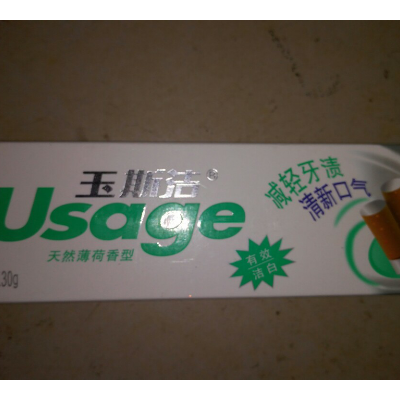 玉斯洁®
Usage
天然薄荷香型
30g
减轻牙渍
清新口气
有效
洁白